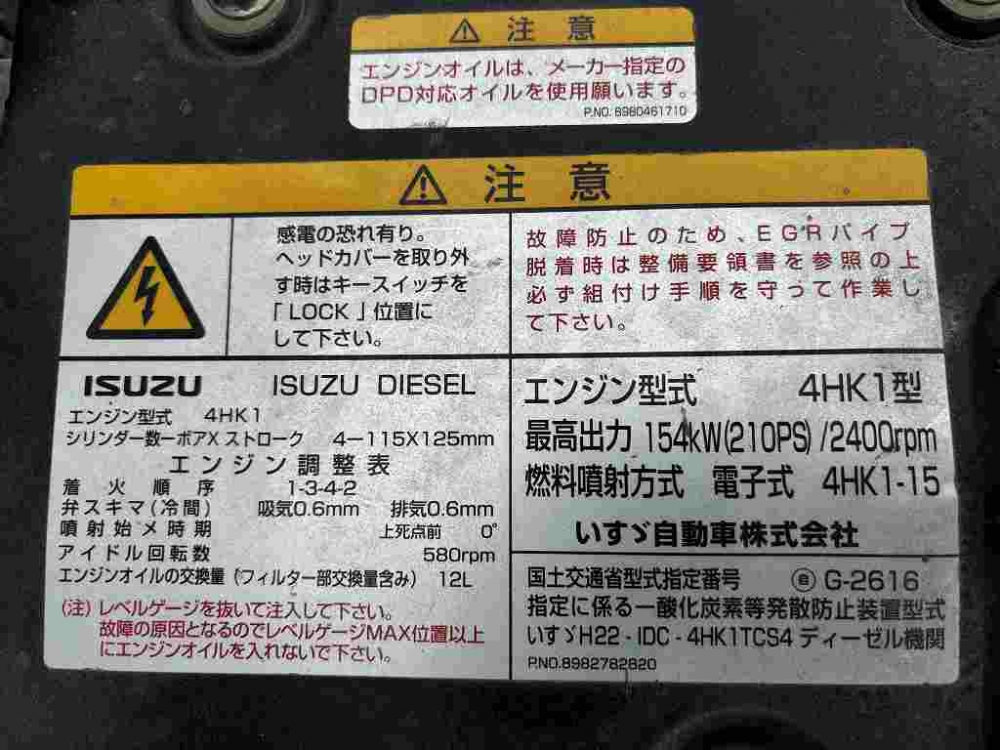 注意
エンジンオイルは、メーカー指定の
DPD対応オイルを使用願います。
P.NO. 8980461710
注意
感電の恐れ有り。
ヘッドカバーを取り外
す時はキースイッチを
「LOCK」位置に
して下さい。
故障防止のため、EGRパイプ
脱着時は整備要領書を参照の上
必ず組付け手順を守って作業し
て下さい。
ISUZU ISUZU DIESEL
エンジン型式 4HK1
シリンダー数ーボアX ストローク 4ー115X125mm
エンジン調整表
着火順序 1-3-4-2
弁スキマ(冷間) 吸気0.6mm 排気0.6mm
噴射始メ時期 上死点前 0°
アイドル回転数 580rpm
エンジンオイルの交換量(フィルター部交換量含み) 12L
(注)レベルゲージを抜いて注入して下さい。
故障の原因となるのでレベルゲージMAX位置以上
にエンジンオイルを入れないで下さい。
エンジン型式 4HK1型
最高出力 154kW(210PS)/2400rpm
燃料噴射方式 電子式 4HK1-15
いすゞ自動車株式会社
国土交通省型式指定番号 ⓔ G-2616
指定に係る一酸化炭素等発散防止装置型式
いすゞH22-IDC-4HK1TCS4 ディーゼル機関
P.NO.8982782820